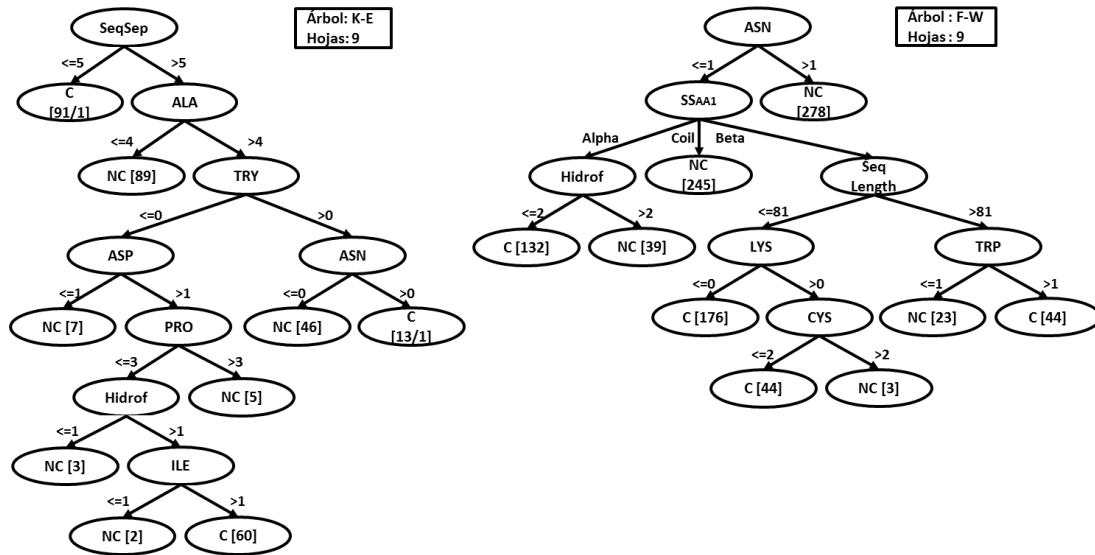 Árbol: K-E
Hojas: 9
SeqSep
<=5
>5
C
[91/1]
ALA
<=4
>4
NC [89]
TRY
<=0
>0
ASP
ASN
<=1
>1
<=0
>0
NC [7]
PRO
NC [46]
C
[13/1]
<=3
>3
Hidrof
NC [5]
<=1
>1
NC [3]
ILE
<=1
>1
NC [2]
C [60]
Árbol : F-W
Hojas: 9
ASN
<=1
>1
SSAA1
NC
[278]
Alpha
Coil
Beta
Hidrof
NC
[245]
Seq
Length
<=2
>2
<=81
>81
C [132]
NC [39]
LYS
TRP
<=0
>0
<=1
>1
C [176]
CYS
NC [23]
C [44]
<=2
>2
C [44]
NC [3]